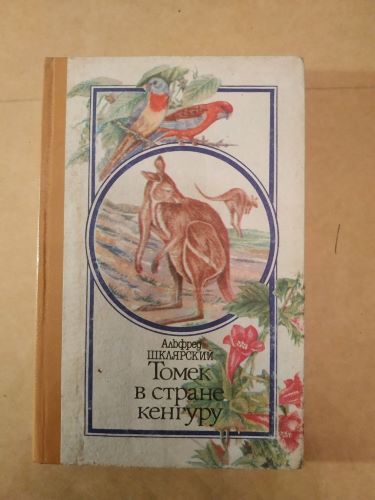 Альфред
ШКЛЯРСКИЙ
Томек
в стране
кенгуру